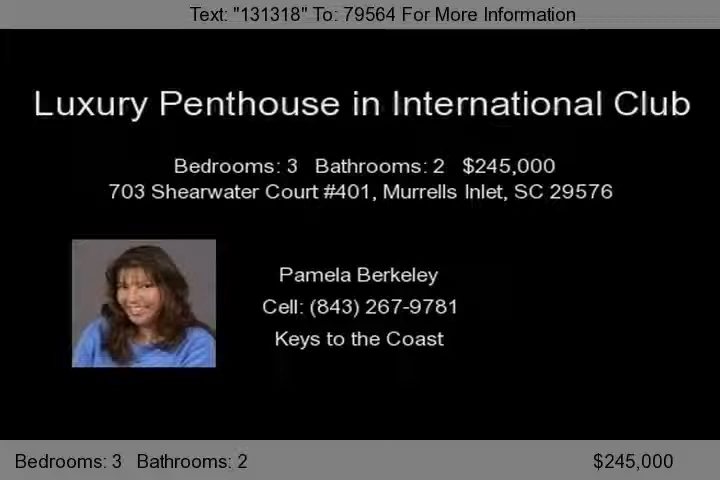 Text: "131318" To: 79564 For More Information
Luxury Penthouse in International Club
Bedrooms: 3 Bathrooms: 2 $245,000
703 Shearwater Court #401, Murrells Inlet, SC 29576
Pamela Berkeley
Cell: (843) 267-9781
Keys to the Coast
Bedrooms: 3 Bathrooms: 2 $245,000